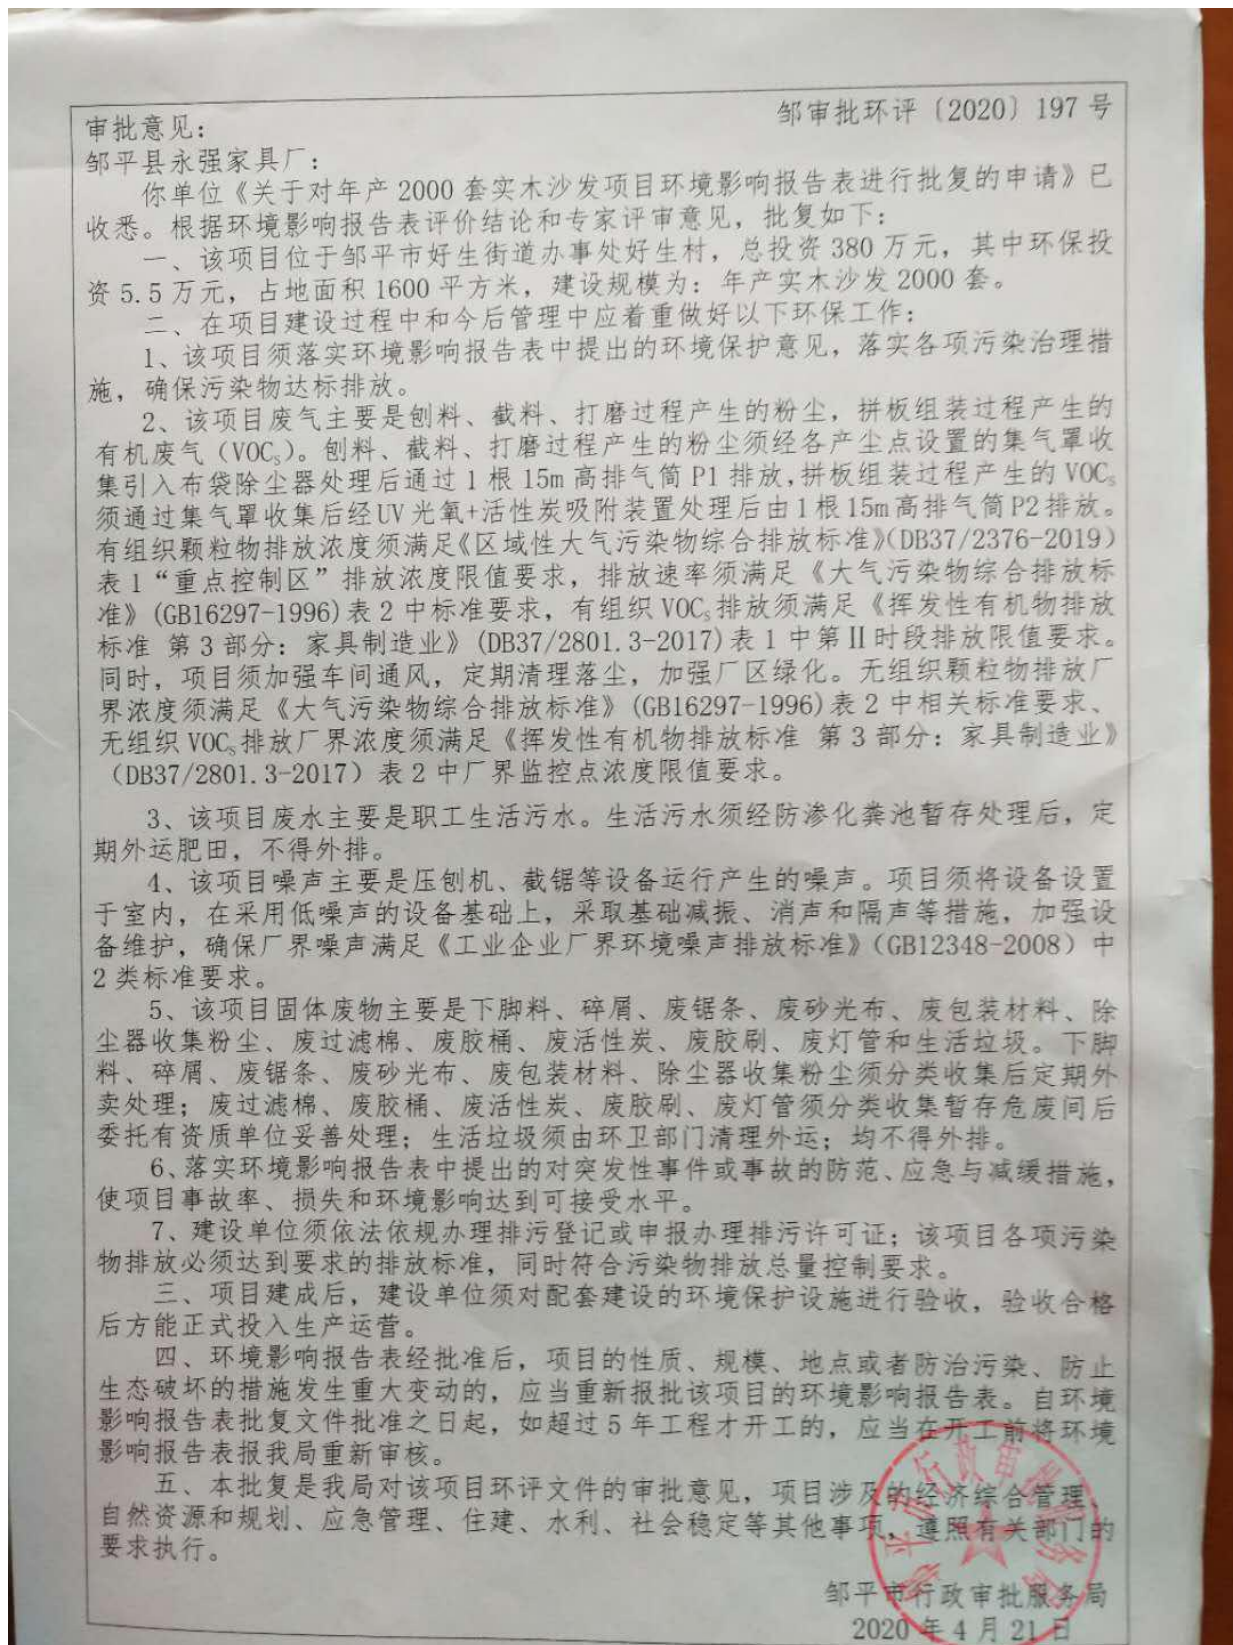 邹审批环评〔2020〕197号
审批意见：
邹平县永强家具厂：
你单位《关于对年产2000套实木沙发项目环境影响报告表进行批复的申请》已
收悉。根据环境影响报告表评价结论和专家评审意见，批复如下：
一、该项目位于邹平市好生街道办事处好生村，总投资380万元，其中环保投
资5.5万元，占地面积1600平方米，建设规模为：年产实木沙发2000套。
二、在项目建设过程中和今后管理中应着重做好以下环保工作：
1、该项目须落实环境影响报告表中提出的环境保护意见，落实各项污染治理措
施，确保污染物达标排放。
2、该项目废气主要是刨料、截料、打磨过程产生的粉尘，拼板组装过程产生的
有机废气（VOCs）。刨料、截料、打磨过程产生的粉尘须经各产尘点设置的集气罩收
集引入布袋除尘器处理后通过1根15m高排气筒P1排放，拼板组装过程产生的VOCs
须通过集气罩收集后经UV光氧+活性炭吸附装置处理后由1根15m高排气筒P2排放。
有组织颗粒物排放浓度须满足《区域性大气污染物综合排放标准》（DB37/2376-2019）
表1“重点控制区”排放浓度限值要求，排放速率须满足《大气污染物综合排放标
准》(GB16297-1996)表2中标准要求，有组织VOCs排放须满足《挥发性有机物排放
标准 第3部分：家具制造业》(DB37/2801.3-2017)表1中第Ⅱ时段排放限值要求。
同时，项目须加强车间通风，定期清理落尘，加强厂区绿化。无组织颗粒物排放厂
界浓度须满足《大气污染物综合排放标准》(GB16297-1996)表2中相关标准要求、
无组织VOCs排放厂界浓度须满足《挥发性有机物排放标准 第3部分：家具制造业》
（DB37/2801.3-2017）表2中厂界监控点浓度限值要求。
3、该项目废水主要是职工生活污水。生活污水须经防渗化粪池暂存处理后，定
期外运肥田，不得外排。
4、该项目噪声主要是压刨机、截锯等设备运行产生的噪声。项目须将设备设置
于室内，在采用低噪声的设备基础上，采取基础减振、消声和隔声等措施，加强设
备维护，确保厂界噪声满足《工业企业厂界环境噪声排放标准》（GB12348-2008）中
2类标准要求。
5、该项目固体废物主要是下脚料、碎屑、废锯条、废砂光布、废包装材料、除
尘器收集粉尘、废过滤棉、废胶桶、废活性炭、废胶刷、废灯管和生活垃圾。下脚
料、碎屑、废锯条、废砂光布、废包装材料、除尘器收集粉尘须分类收集后定期外
卖处理；废过滤棉、废胶桶、废活性炭、废胶刷、废灯管须分类收集暂存危废间后
委托有资质单位妥善处理；生活垃圾须由环卫部门清理外运；均不得外排。
6、落实环境影响报告表中提出的对突发性事件或事故的防范、应急与减缓措施，
使项目事故率、损失和环境影响达到可接受水平。
7、建设单位须依法依规办理排污登记或申报办理排污许可证；该项目各项污染
物排放必须达到要求的排放标准，同时符合污染物排放总量控制要求。
三、项目建成后，建设单位须对配套建设的环境保护设施进行验收，验收合格
后方能正式投入生产运营。
四、环境影响报告表经批准后，项目的性质、规模、地点或者防治污染、防止
生态破坏的措施发生重大变动的，应当重新报批该项目的环境影响报告表。自环境
影响报告表批复文件批准之日起，如超过5年工程才开工的，应当在开工前将环境
影响报告表报我局重新审核。
五、本批复是我局对该项目环评文件的审批意见，项目涉及的经济综合管理、
自然资源和规划、应急管理、住建、水利、社会稳定等其他事项，遵照有关部门的
要求执行。
邹平市行政审批服务局
2020年4月21日
邹平市行政审批服务局